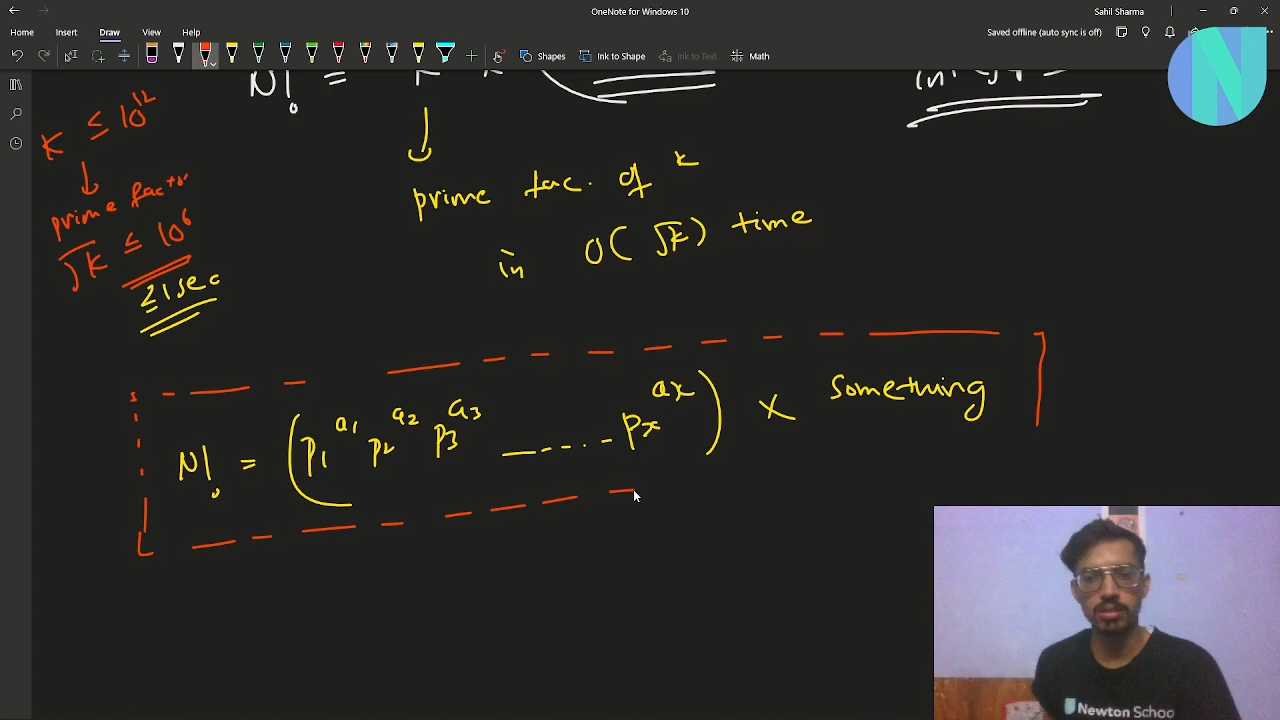 OneNote for Windows 10
Sahil Sharma
Home Insert Draw View Help
Saved offline (auto sync is off)
Shapes Ink to Shape Ink to Text Math
N! = K
K ≤ 10^12
prime factor
√K ≤ 10^6
≤1 sec
prime fac. of K
in O(√K) time
N! = (p1^a1 p2^a2 p3^a3 ------ px^ax) × Something
Newton Schoo